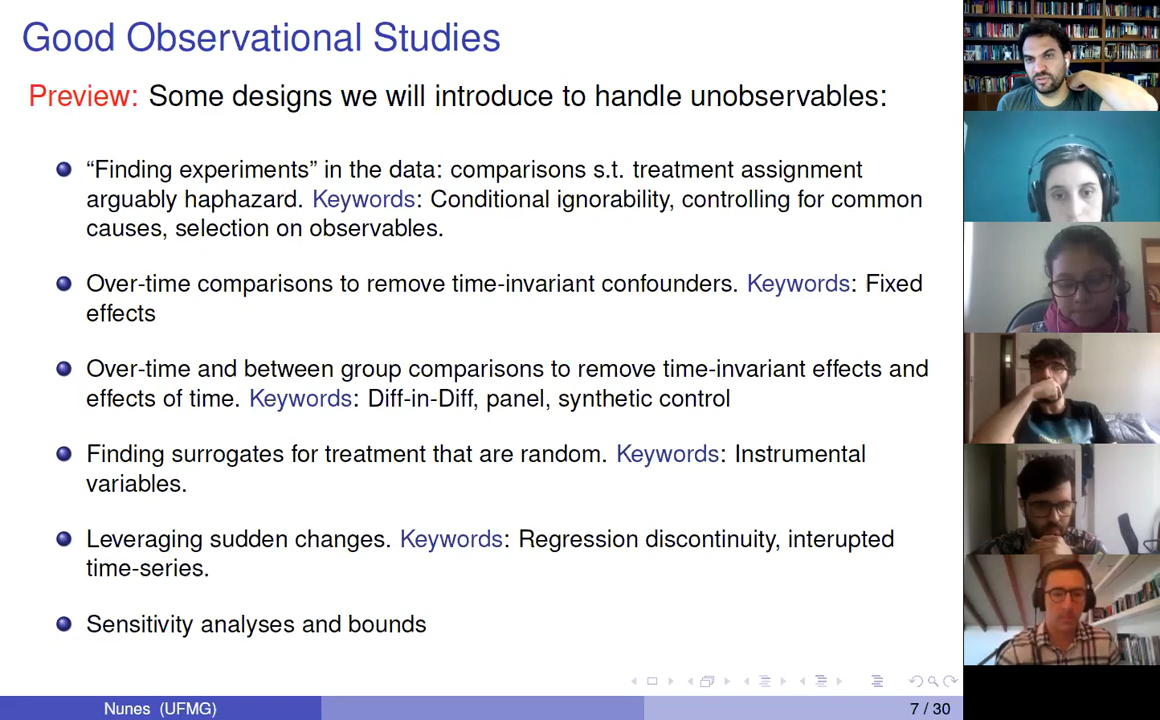 Good Observational Studies
Preview: Some designs we will introduce to handle unobservables:
“Finding experiments” in the data: comparisons s.t. treatment assignment
arguably haphazard. Keywords: Conditional ignorability, controlling for common
causes, selection on observables.
Over-time comparisons to remove time-invariant confounders. Keywords: Fixed
effects
Over-time and between group comparisons to remove time-invariant effects and
effects of time. Keywords: Diff-in-Diff, panel, synthetic control
Finding surrogates for treatment that are random. Keywords: Instrumental
variables.
Leveraging sudden changes. Keywords: Regression discontinuity, interupted
time-series.
Sensitivity analyses and bounds
Nunes (UFMG)
7 / 30